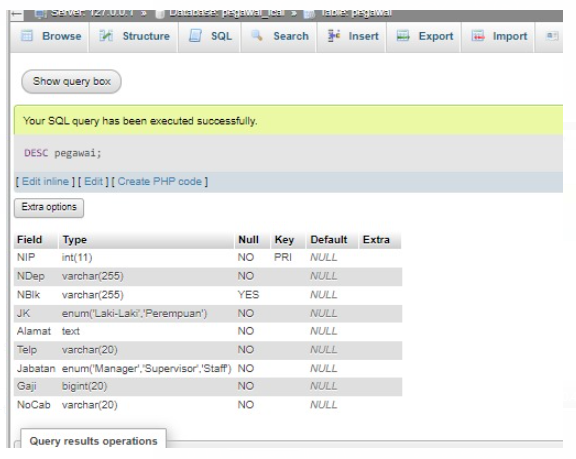 Server: 127.0.0.1 » Database: pegawai_ » Table: pegawai
Browse Structure SQL Search Insert Export Import
Show query box
Your SQL query has been executed successfully.
DESC pegawai;
[ Edit inline ] [ Edit ] [ Create PHP code ]
Extra options
Field Type Null Key Default Extra
NIP int(11) NO PRI NULL
NDep varchar(255) NO NULL
NBlk varchar(255) YES NULL
JK enum('Laki-Laki','Perempuan') NO NULL
Alamat text NO NULL
Telp varchar(20) NO NULL
Jabatan enum('Manager','Supervisor','Staff') NO NULL
Gaji bigint(20) NO NULL
NoCab varchar(20) NO NULL
Query results operations